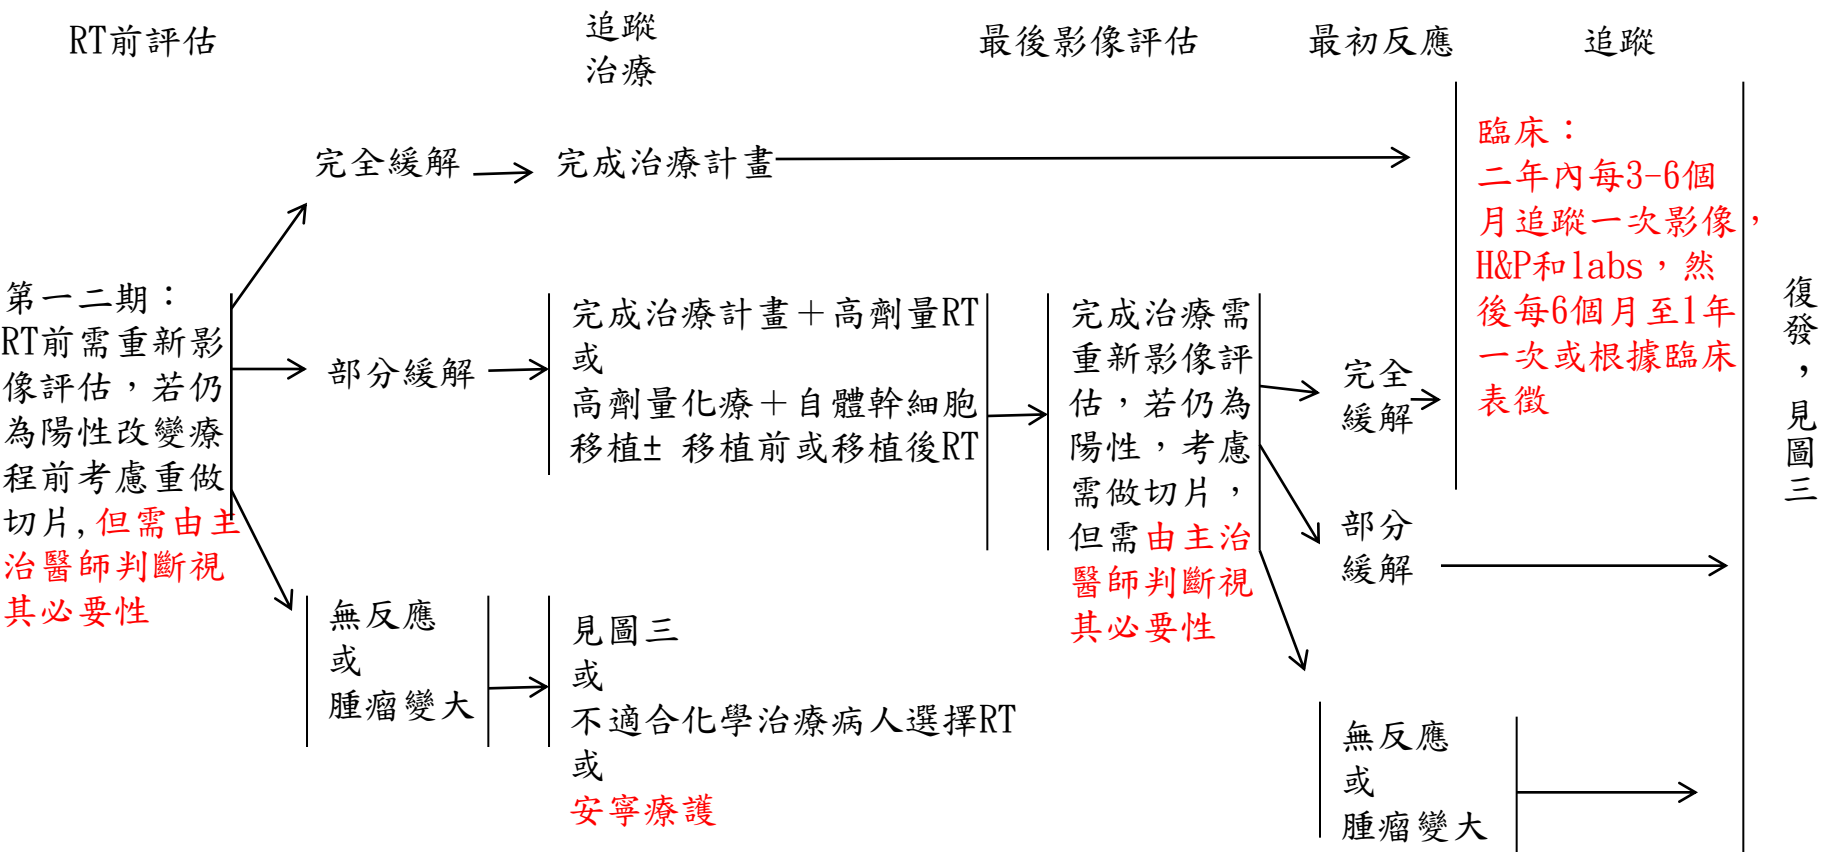 RT前評估
追蹤
治療
最後影像評估
最初反應
追蹤
第一二期：
RT前需重新影
像評估，若仍
為陽性改變療
程前考慮重做
切片,但需由主
治醫師判斷視
其必要性
完全緩解
完成治療計畫
部分緩解
完成治療計畫＋高劑量RT
或
高劑量化療＋自體幹細胞
移植± 移植前或移植後RT
無反應
或
腫瘤變大
見圖三
或
不適合化學治療病人選擇RT
或
安寧療護
完成治療需
重新影像評
估，若仍為
陽性，考慮
需做切片，
但需由主治
醫師判斷視
其必要性
完全
緩解
部分
緩解
無反應
或
腫瘤變大
臨床：
二年內每3-6個
月追蹤一次影像，
H&P和labs，然
後每6個月至1年
一次或根據臨床
表徵
復發，見圖三